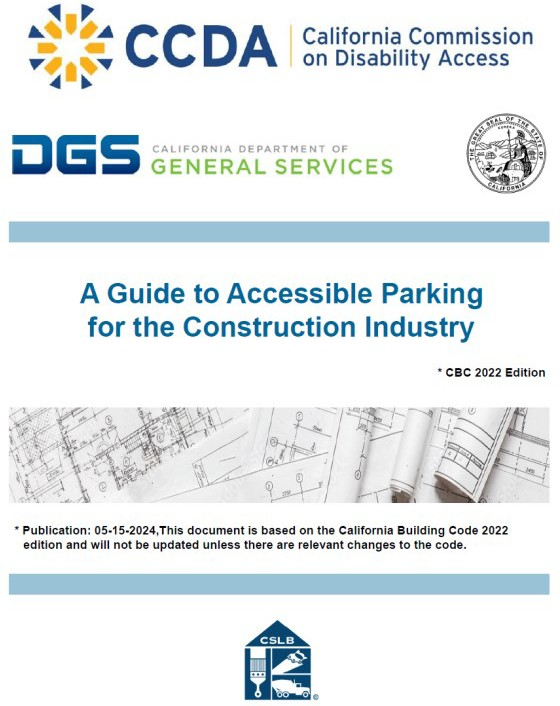 CCDA
California Commission
on Disability Access
DGS
CALIFORNIA DEPARTMENT OF
GENERAL SERVICES
THE GREAT SEAL OF THE STATE OF CALIFORNIA
EUREKA
A Guide to Accessible Parking
for the Construction Industry
* CBC 2022 Edition
* Publication: 05-15-2024,This document is based on the California Building Code 2022
edition and will not be updated unless there are relevant changes to the code.
CSLB
©